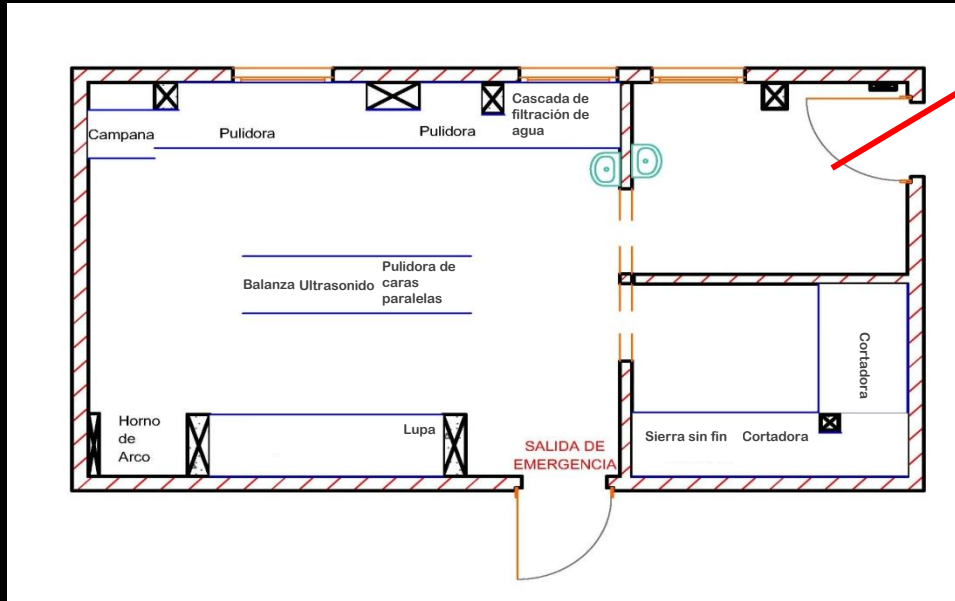 Campana
Pulidora
Pulidora
Cascada de
filtración de
agua
Balanza
Ultrasonido
Pulidora de
caras
paralelas
Cortadora
Horno
de
Arco
Lupa
SALIDA DE
EMERGENCIA
Sierra sin fin
Cortadora